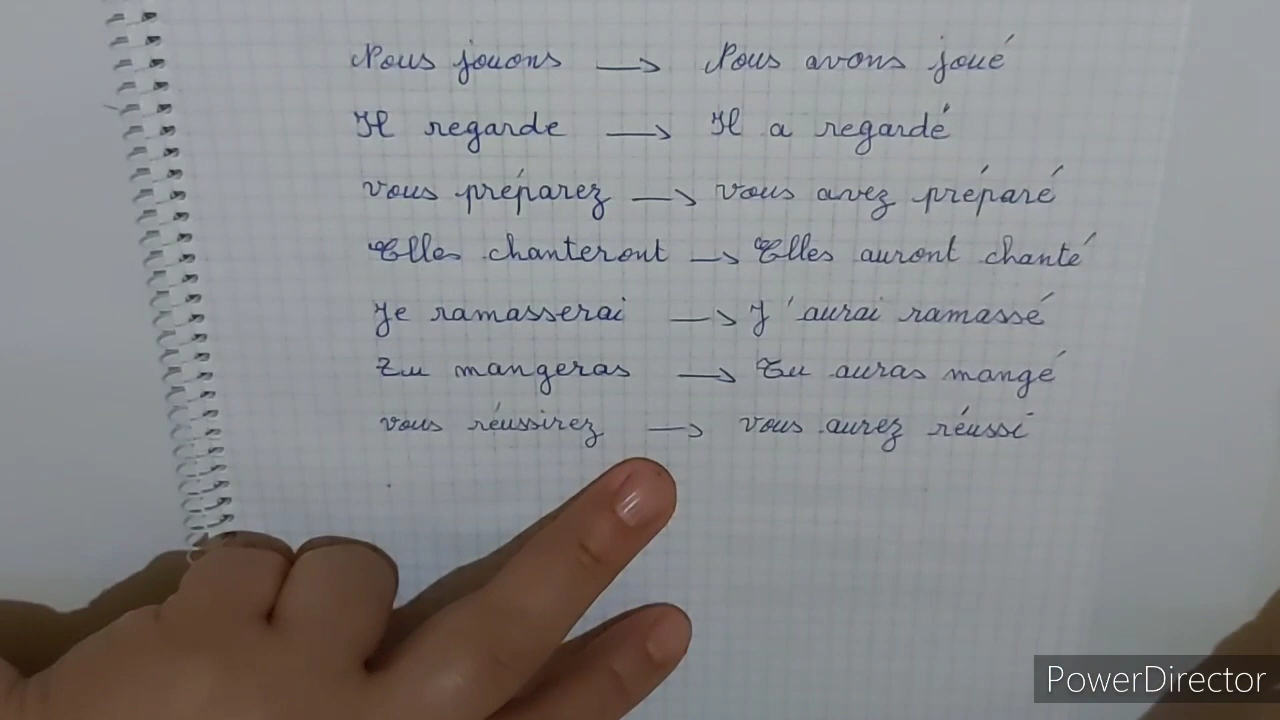 Nous jouons → Nous avons joué
Il regarde → Il a regardé
vous préparez → vous avez préparé
Elles chanteront → Elles auront chanté
Je ramasserai → J'aurai ramassé
Tu mangeras → Tu auras mangé
vous réussirez → vous aurez réussi
PowerDirector